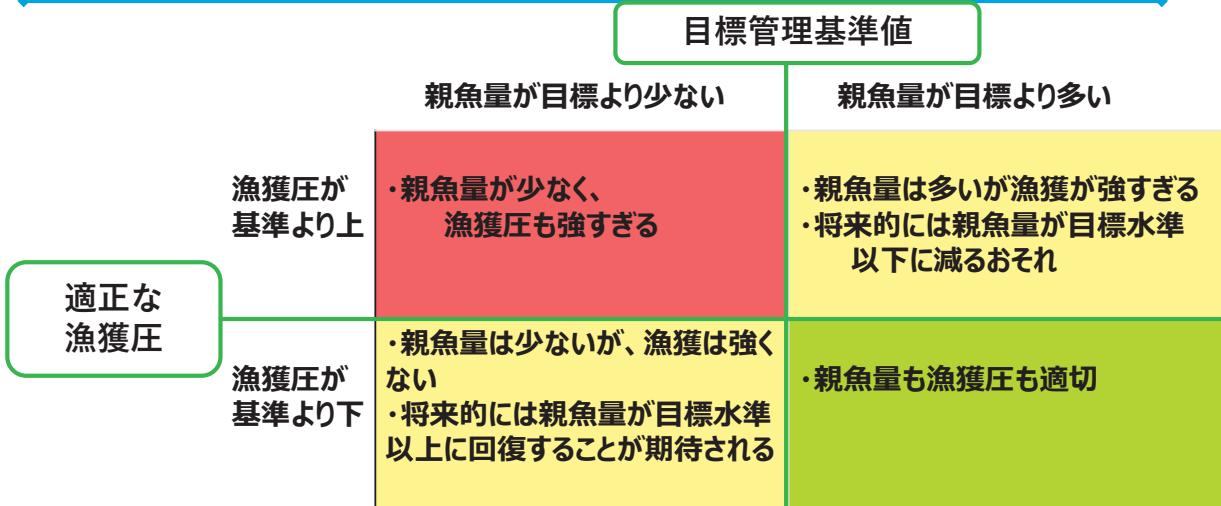 目標管理基準値
親魚量が目標より少ない
親魚量が目標より多い
漁獲圧が
基準より上
・親魚量が少なく、
漁獲圧も強すぎる
・親魚量は多いが漁獲が強すぎる
・将来的には親魚量が目標水準
以下に減るおそれ
適正な
漁獲圧
漁獲圧が
基準より下
・親魚量は少ないが、漁獲は強く
ない
・将来的には親魚量が目標水準
以上に回復することが期待される
・親魚量も漁獲圧も適切